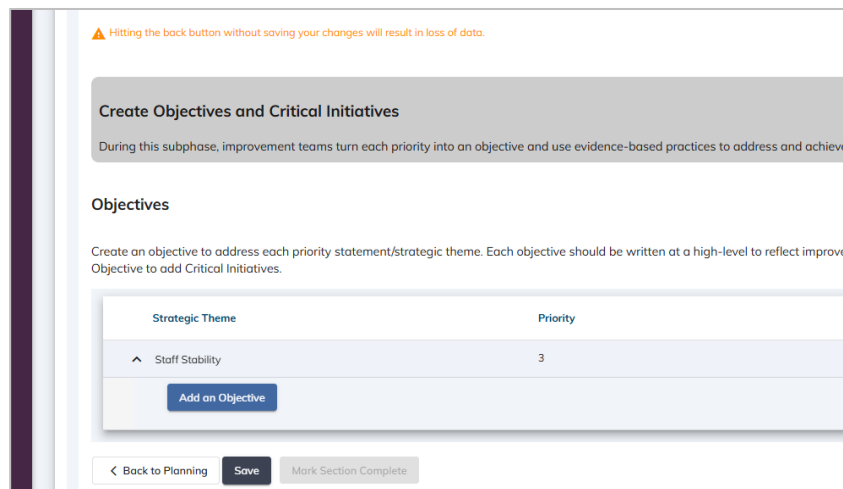 Hitting the back button without saving your changes will result in loss of data.
Create Objectives and Critical Initiatives
During this subphase, improvement teams turn each priority into an objective and use evidence-based practices to address and achieve
Objectives
Create an objective to address each priority statement/strategic theme. Each objective should be written at a high-level to reflect improve
Objective to add Critical Initiatives.
Strategic Theme Priority
Staff Stability 3
Add an Objective
Back to Planning Save Mark Section Complete